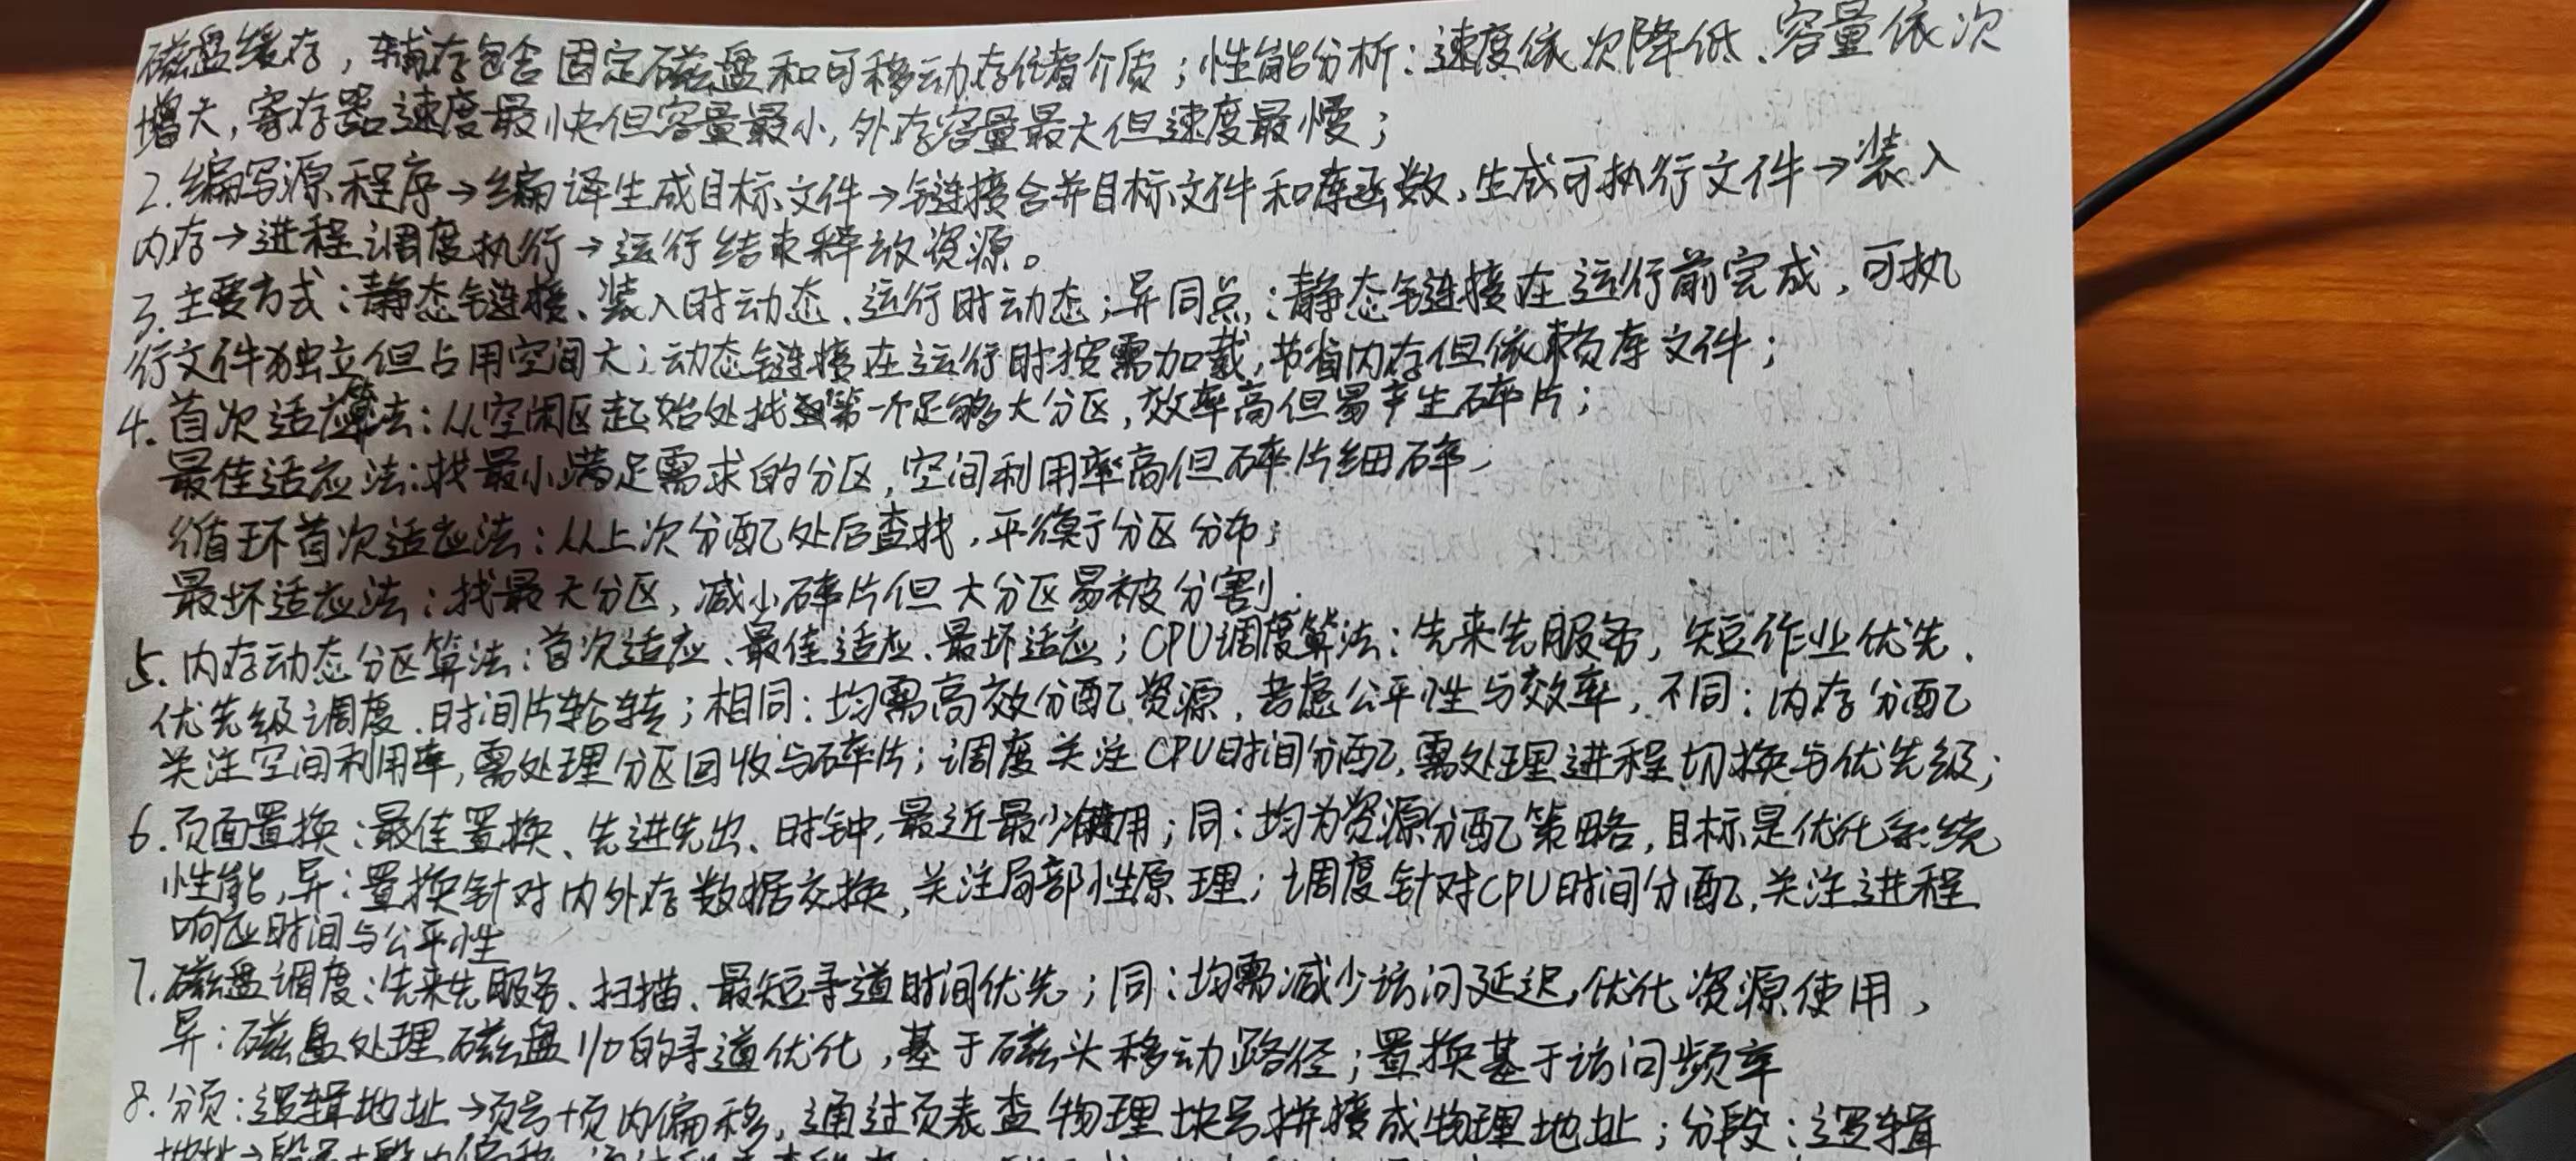 磁盘缓存，辅存包含固定磁盘和可移动存储介质；性能分析：速度依次降低、容量依次
增大，寄存器速度最快但容量最小，外存容量最大但速度最慢；
2.编写源程序→编译生成目标文件→链接合并目标文件和库函数，生成可执行文件→装入
内存→进程调度执行→运行结束释放资源。
3.主要方式：静态链接、装入时动态、运行时动态；异同点：静态链接在运行前完成，可执
行文件独立但占用空间大；动态链接在运行时按需加载，节省内存但依赖库文件；
4.首次适应算法：从空闲区起始处找到第一个足够大分区，效率高但易产生碎片；
最佳适应法：找最小满足需求的分区，空间利用率高但碎片细碎，
循环首次适应法：从上次分配处后查找，平衡了分区分布；
最坏适应法：找最大分区，减少碎片但大分区易被分割.
5.内存动态分区算法：首次适应、最佳适应、最坏适应；CPU调度算法：先来先服务，短作业优先、
优先级调度、时间片轮转；相同：均需高效分配资源，考虑公平性与效率，不同：内存分配
关注空间利用率，需处理分区回收与碎片；调度关注CPU时间分配，需处理进程切换与优先级；
6.页面置换：最佳置换、先进先出、时钟，最近最少使用；同：均为资源分配策略，目标是优化系统
性能，异：置换针对内外存数据交换，关注局部性原理；调度针对CPU时间分配，关注进程
响应时间与公平性
7.磁盘调度：先来先服务、扫描、最短寻道时间优先；同：均需减少访问延迟，优化资源使用，
异：磁盘处理磁盘I/O的寻道优化，基于磁头移动路径；置换基于访问频率
8.分页：逻辑地址→页号+页内偏移，通过页表查物理块号拼接成物理地址；分段：逻辑
地址→段号+段内偏移，